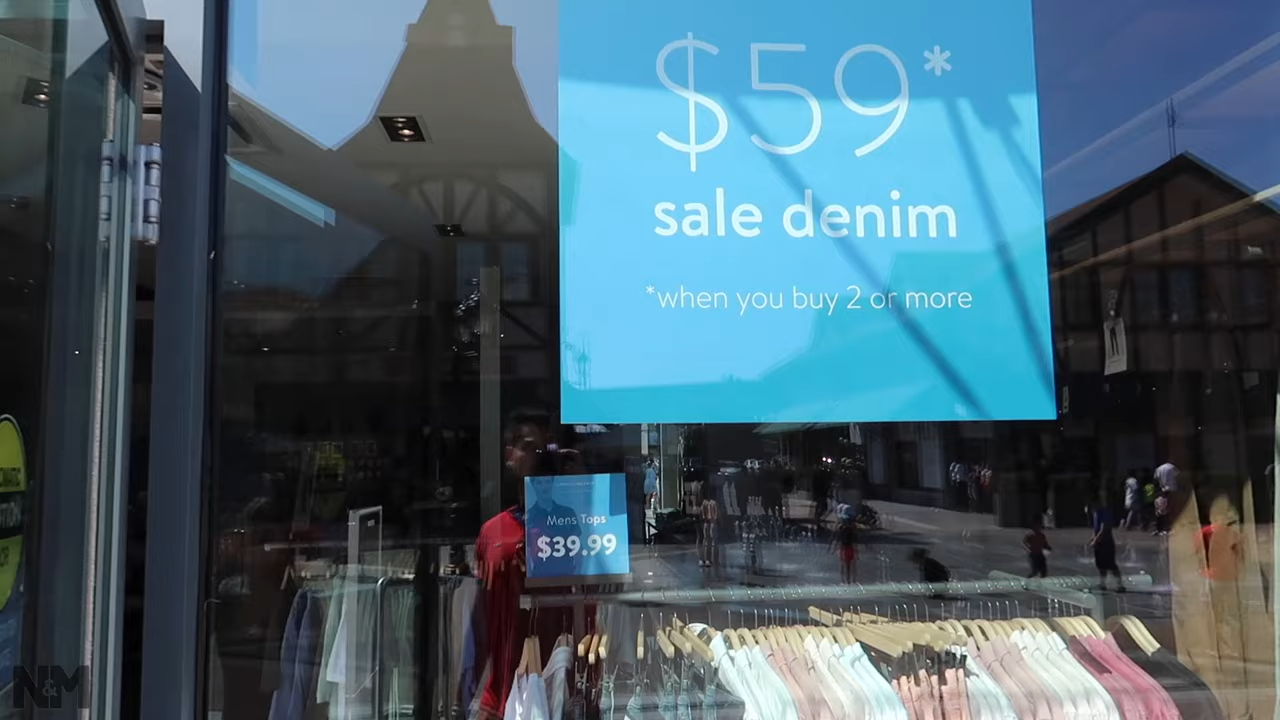 $59*
sale denim
*when you buy 2 or more
Mens Tops
$39.99
N&M